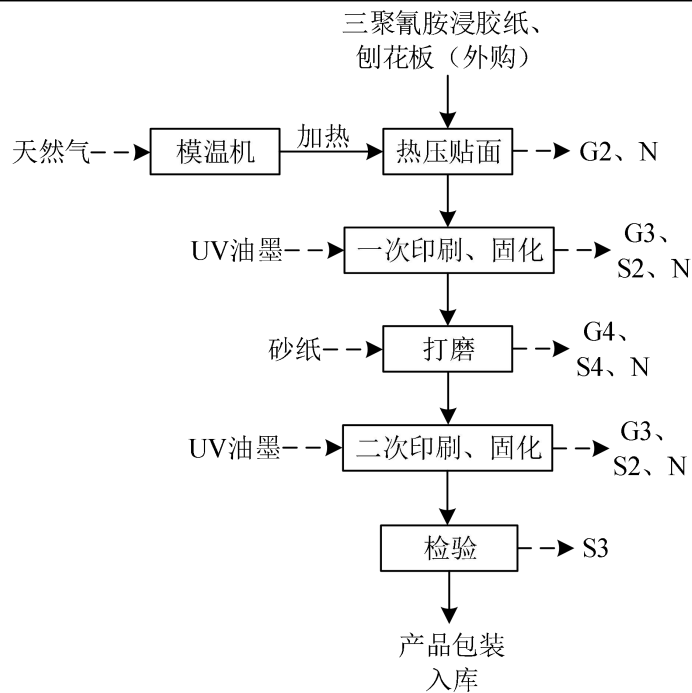 三聚氰胺浸胶纸、
刨花板（外购）
天然气
模温机
加热
热压贴面
G2、N
UV油墨
一次印刷、固化
G3、
S2、N
砂纸
打磨
G4、
S4、N
UV油墨
二次印刷、固化
G3、
S2、N
检验
S3
产品包装
入库